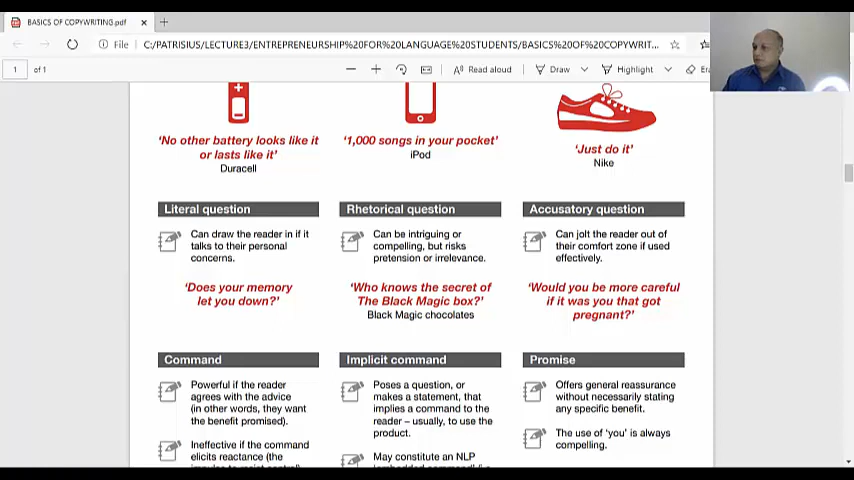 BASICS OF COPYWRITING.pdf
File
C:/PATRISIUS/LECTURE3/ENTREPRENEURSHIP%20FOR%20LANGUAGE%20STUDENTS/BASICS%20OF%20COPYWRIT...
1 of 1
Read aloud
Draw
Highlight
Era
'No other battery looks like it
or lasts like it'
Duracell
'1,000 songs in your pocket'
iPod
'Just do it'
Nike
Literal question
Can draw the reader in if it
talks to their personal
concerns.
'Does your memory
let you down?'
Rhetorical question
Can be intriguing or
compelling, but risks
pretension or irrelevance.
'Who knows the secret of
The Black Magic box?'
Black Magic chocolates
Accusatory question
Can jolt the reader out of
their comfort zone if used
effectively.
'Would you be more careful
if it was you that got
pregnant?'
Command
Powerful if the reader
agrees with the advice
(in other words, they want
the benefit promised).
Ineffective if the command
elicits reactance (the
Implicit command
Poses a question, or
makes a statement, that
implies a command to the
reader – usually, to use the
product.
May constitute an NLP
Promise
Offers general reassurance
without necessarily stating
any specific benefit.
The use of 'you' is always
compelling.